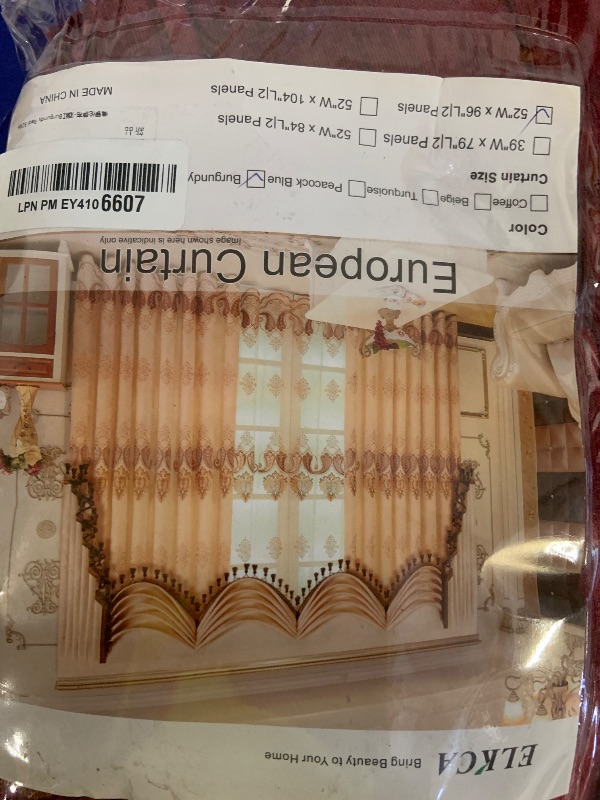 ELKCA Bring Beauty to Your Home
European Curtain
Image shown here is indicative only
Color
Coffee Beige Turquoise Peacock Blue Burgundy
Curtain Size
39"W x 79"L|2 Panels 52"W x 84"L|2 Panels
52"W x 96"L|2 Panels 52"W x 104"L|2 Panels
MADE IN CHINA
LPN PM EY410 6607